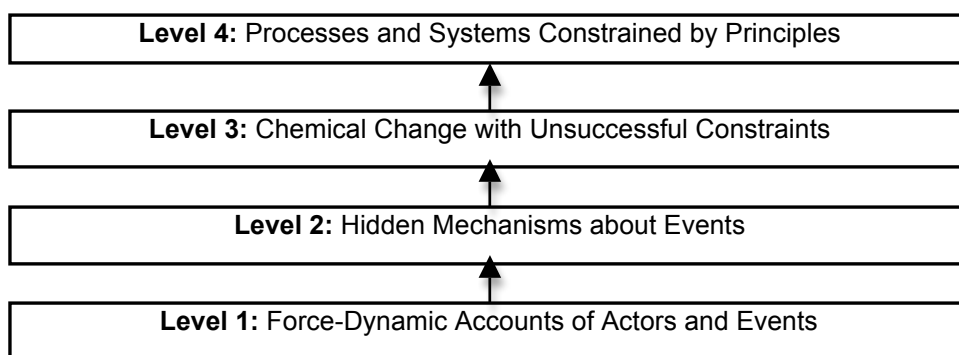 Level 4: Processes and Systems Constrained by Principles
Level 3: Chemical Change with Unsuccessful Constraints
Level 2: Hidden Mechanisms about Events
Level 1: Force-Dynamic Accounts of Actors and Events